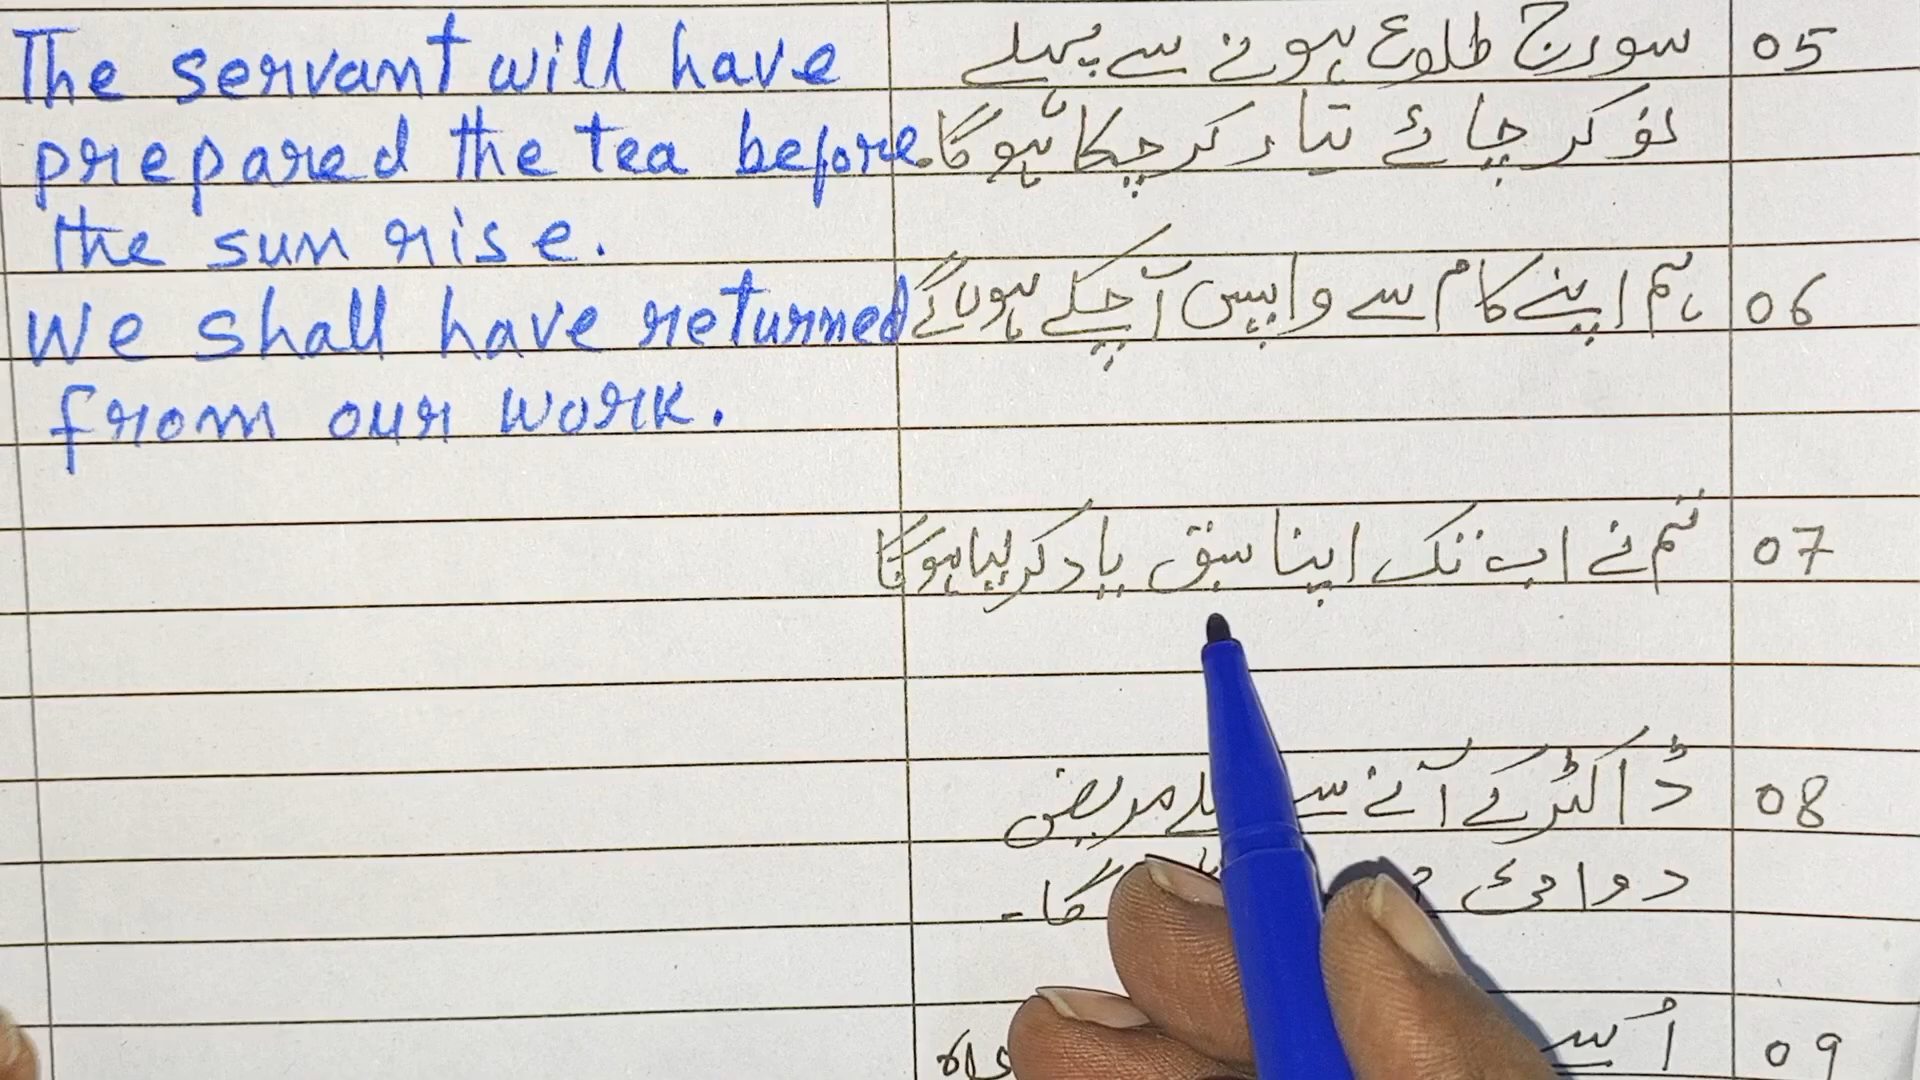 The servant will have
prepared the tea before
the sun rise.
We shall have returned
from our work.
05 سورج طلوع ہونے سے پہلے
نوکر چائے تیار کر چکا ہوگا۔
06 ہم اپنے کام سے واپس آچکے ہوں گے
07 تم نے اب تک اپنا سبق یاد کر لیا ہوگا
08 ڈاکٹر کے آنے سے مریض
دوائی گا۔
09